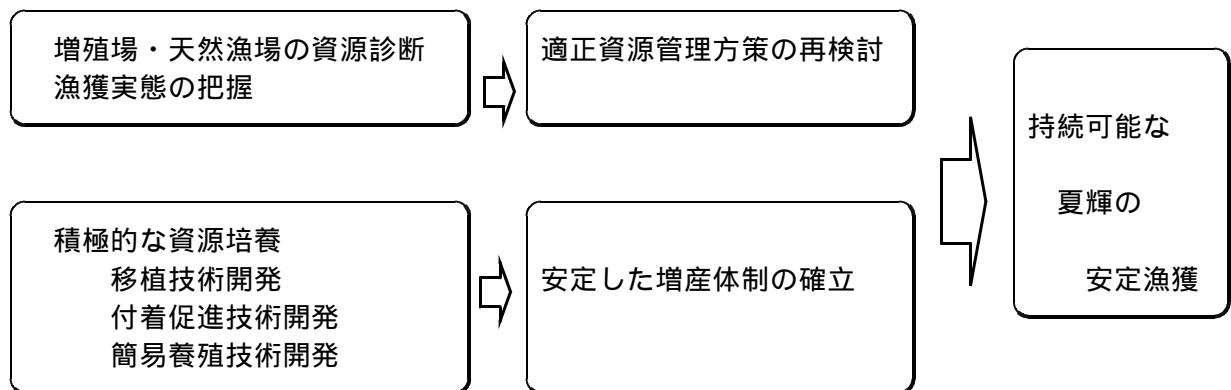 増殖場・天然漁場の資源診断
漁獲実態の把握
適正資源管理方策の再検討
積極的な資源培養
移植技術開発
付着促進技術開発
簡易養殖技術開発
安定した増産体制の確立
持続可能な
夏輝の
安定漁獲